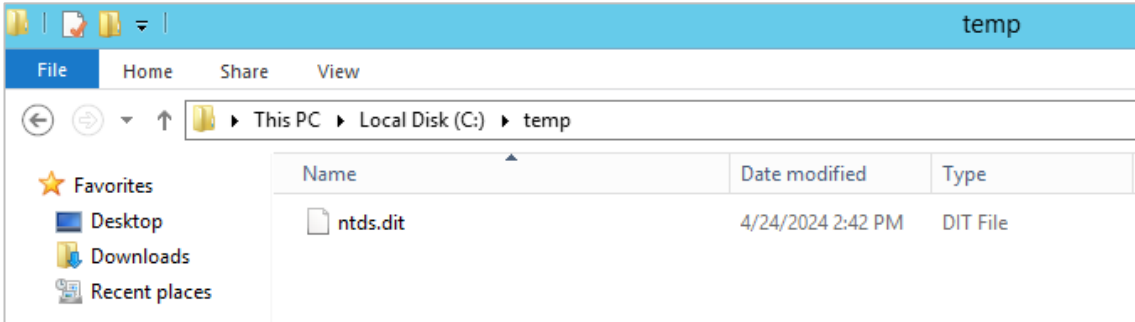 temp
File Home Share View
This PC Local Disk (C:) temp
Name Date modified Type
Favorites
ntds.dit 4/24/2024 2:42 PM DIT File
Desktop
Downloads
Recent places